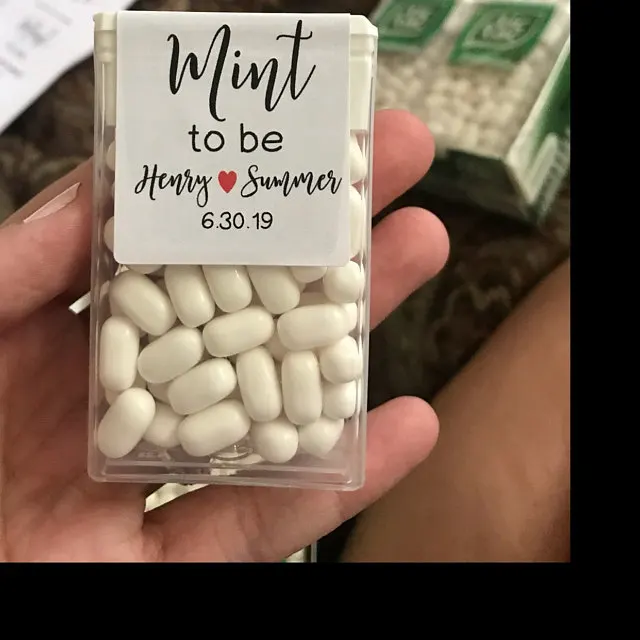 Mint
to be
Henry ♥ Summer
6.30.19